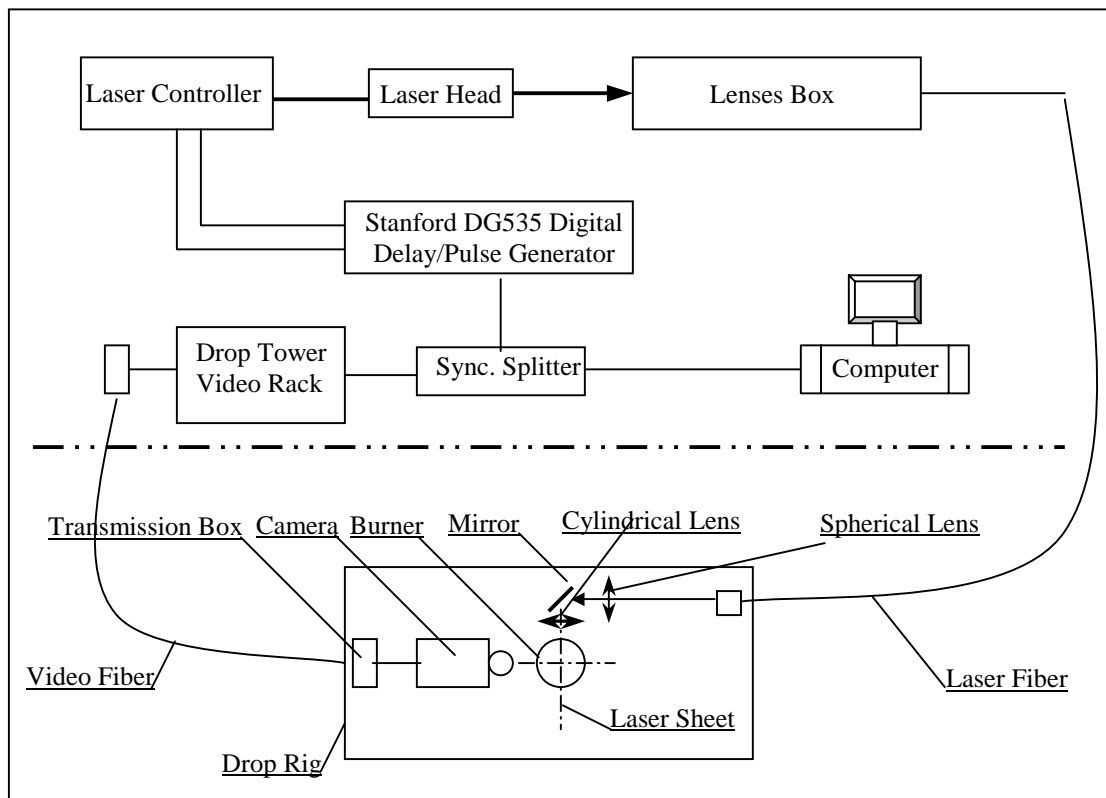 Laser Controller
Laser Head
Lenses Box
Stanford DG535 Digital
Delay/Pulse Generator
Drop Tower
Video Rack
Sync. Splitter
Computer
Transmission Box
Camera
Burner
Mirror
Cylindrical Lens
Spherical Lens
Video Fiber
Laser Fiber
Laser Sheet
Drop Rig